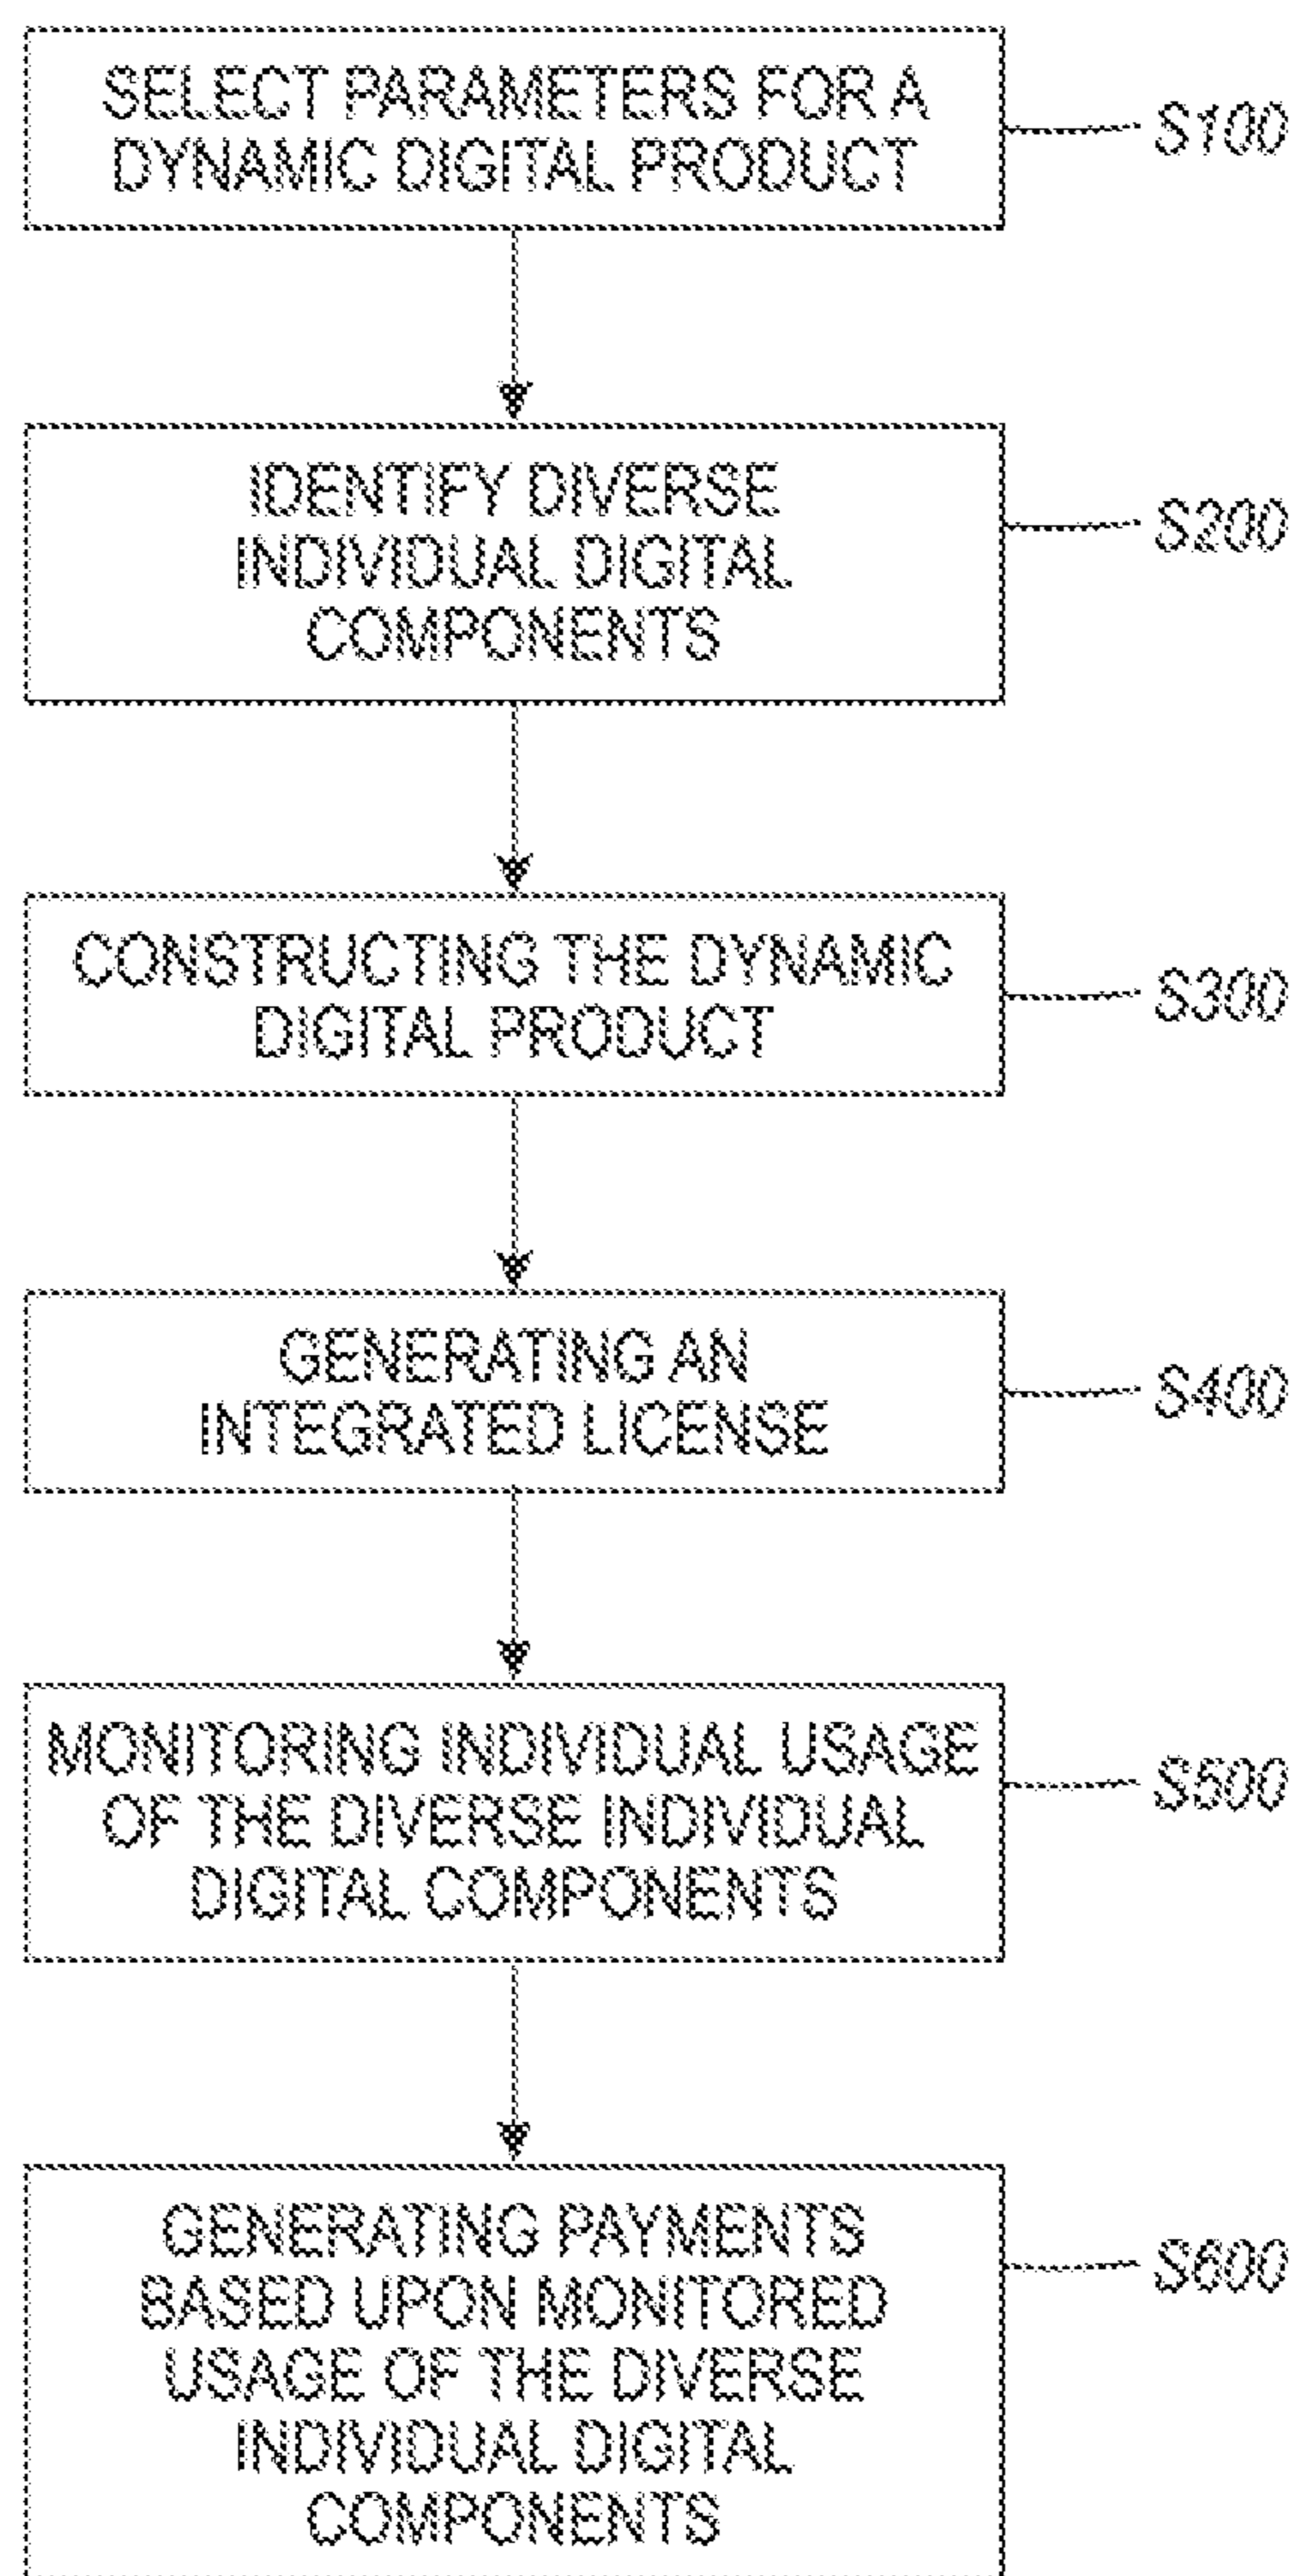 SELECT PARAMETERS FOR A
DYNAMIC DIGITAL PRODUCT
S100
IDENTIFY DIVERSE
INDIVIDUAL DIGITAL
COMPONENTS
S200
CONSTRUCTING THE DYNAMIC
DIGITAL PRODUCT
S300
GENERATING AN
INTEGRATED LICENSE
S400
MONITORING INDIVIDUAL USAGE
OF THE DIVERSE INDIVIDUAL
DIGITAL COMPONENTS
S500
GENERATING PAYMENTS
BASED UPON MONITORED
USAGE OF THE DIVERSE
INDIVIDUAL DIGITAL
COMPONENTS
S600